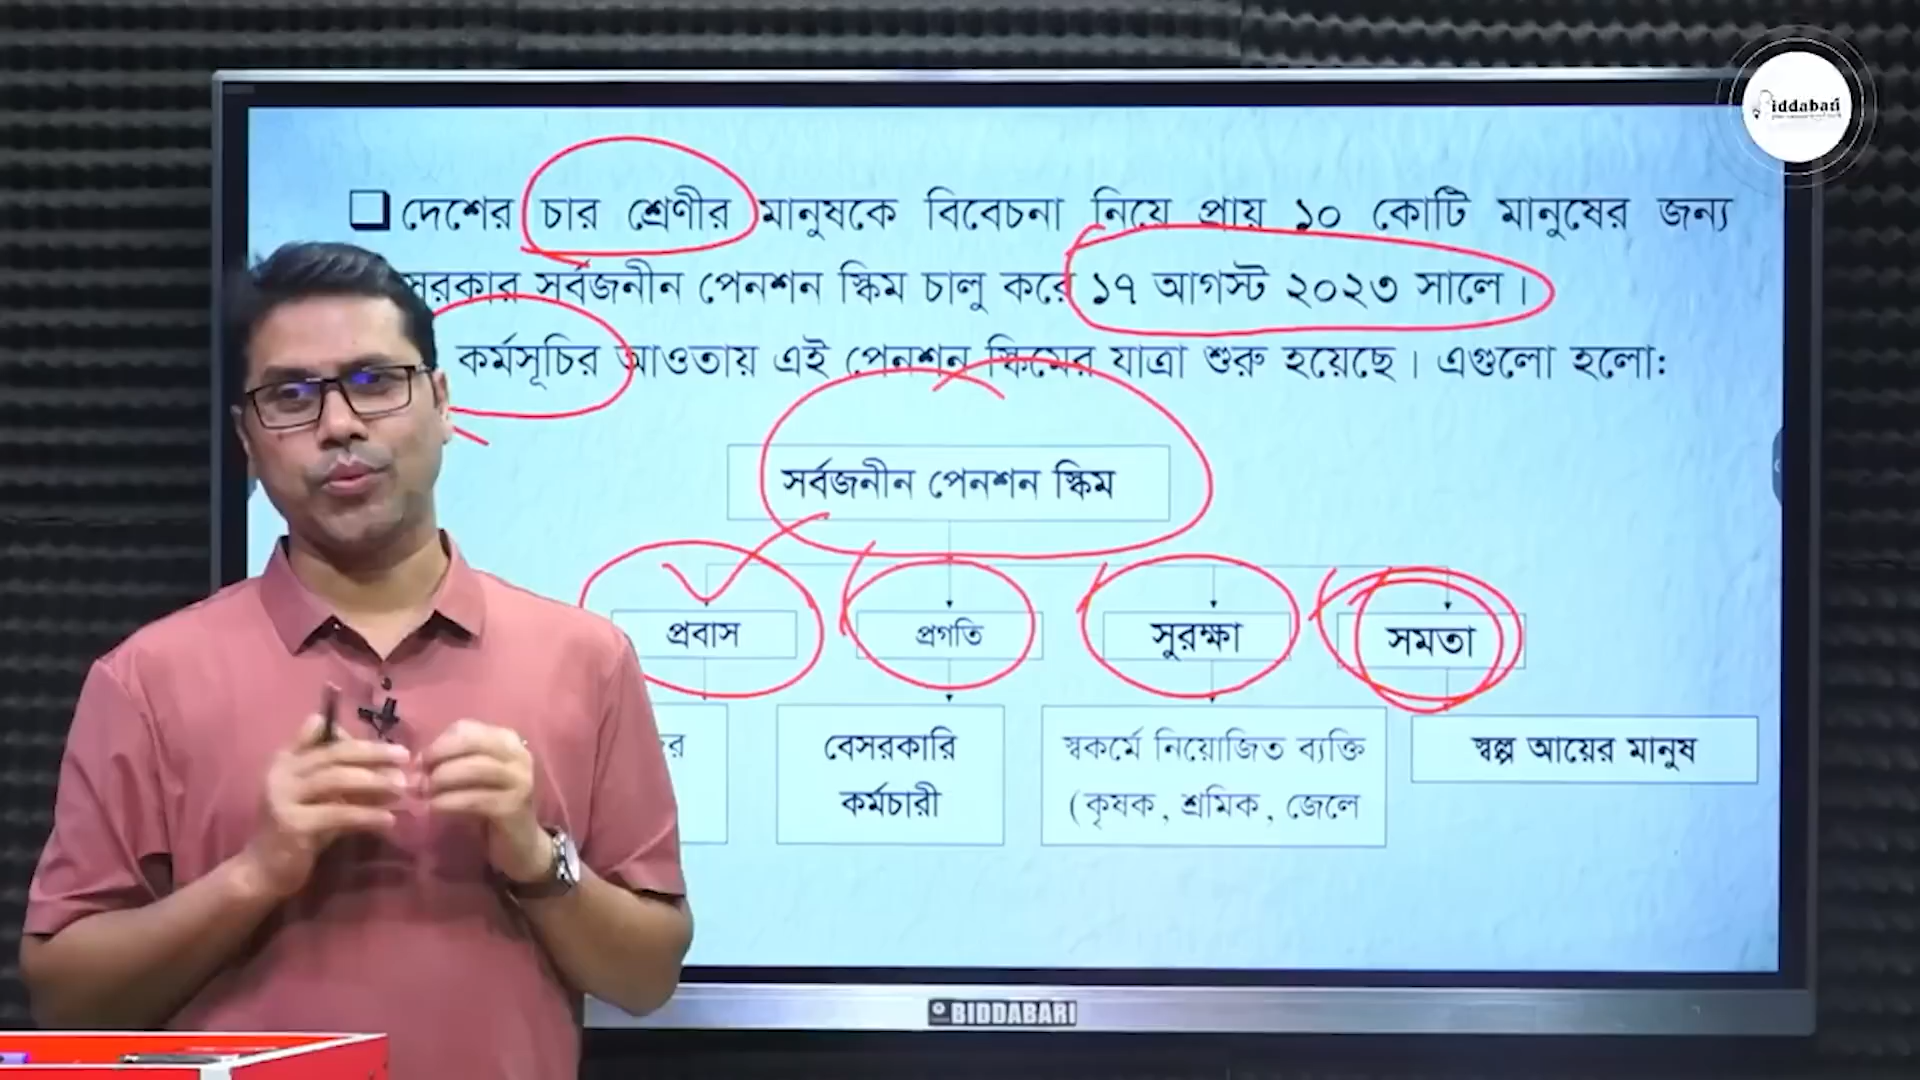 iddabari
দেশের চার শ্রেণীর মানুষকে বিবেচনা নিয়ে প্রায় ১০ কোটি মানুষের জন্য
সরকার সর্বজনীন পেনশন স্কিম চালু করে ১৭ আগস্ট ২০২৩ সালে।
কর্মসূচির আওতায় এই পেনশন স্কিমের যাত্রা শুরু হয়েছে। এগুলো হলো:
সর্বজনীন পেনশন স্কিম
প্রবাস প্রগতি সুরক্ষা সমতা
বেসরকারি
কর্মচারী
স্বকর্মে নিয়োজিত ব্যক্তি
(কৃষক, শ্রমিক, জেলে
স্বল্প আয়ের মানুষ
BIDDABARI